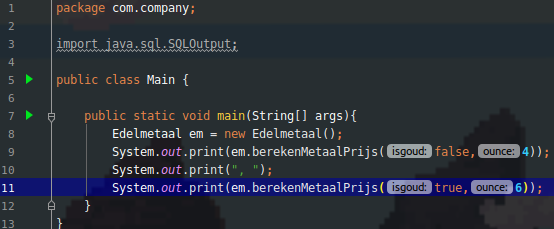 1 package com.company;
2
3 import java.sql.SQLOutput;
4
5 public class Main {
6
7 public static void main(String[] args){
8 Edelmetaal em = new Edelmetaal();
9 System.out.print(em.berekenMetaalPrijs( isgoud: false, ounce: 4));
10 System.out.print(", ");
11 System.out.print(em.berekenMetaalPrijs( isgoud: true, ounce: 6));
12 }
13 }